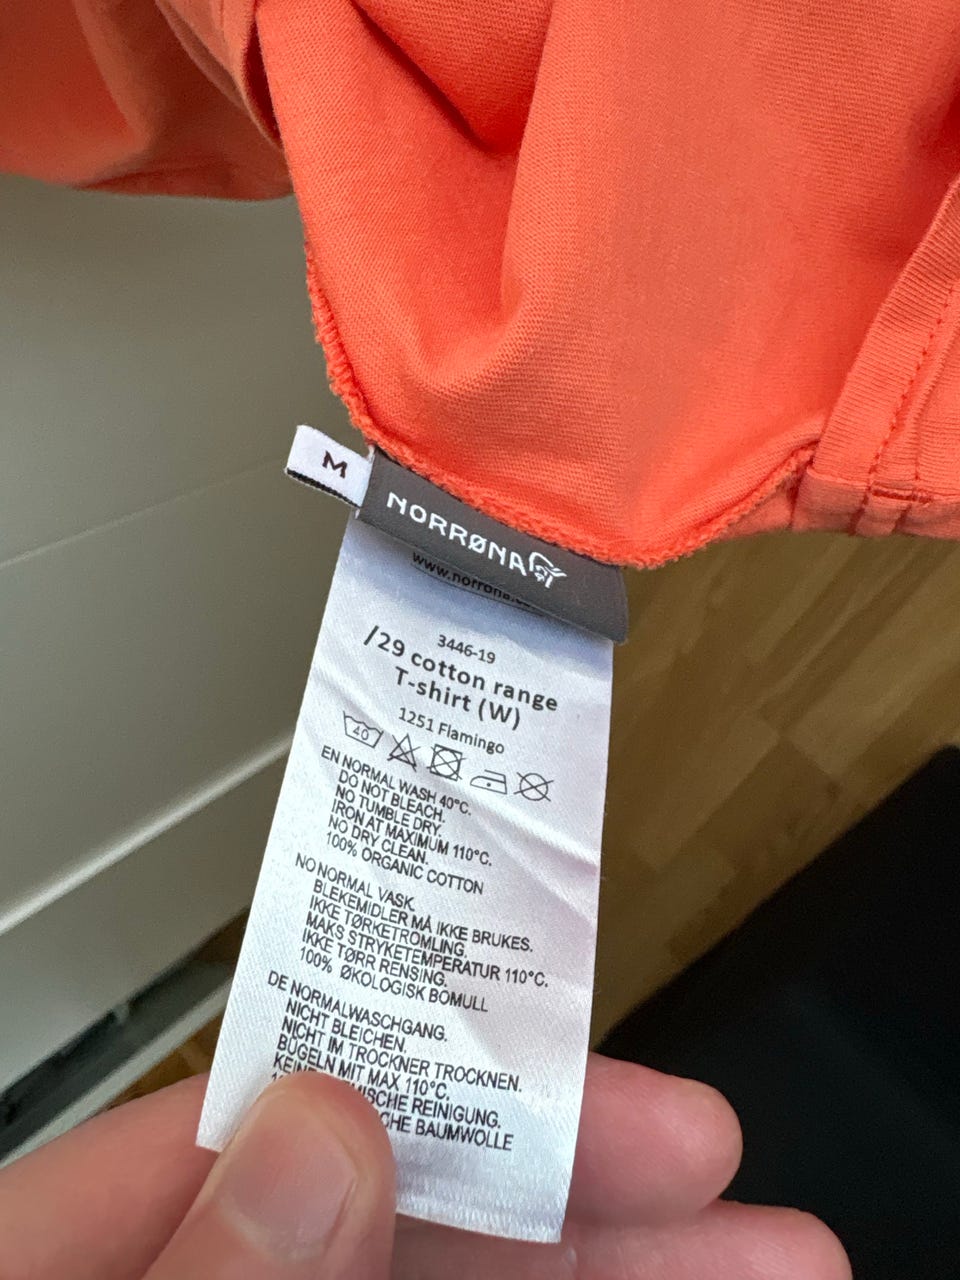 M
NORRØNA
www.norrona.
3446-19
/29 cotton range
T-shirt (W)
1251 Flamingo
40
EN NORMAL WASH 40°C.
DO NOT BLEACH.
NO TUMBLE DRY.
IRON AT MAXIMUM 110°C.
NO DRY CLEAN.
100% ORGANIC COTTON
NO NORMAL VASK.
BLEKEMIDLER MÅ IKKE BRUKES.
IKKE TØRKETROMLING.
MAKS STRYKETEMPERATUR 110°C.
IKKE TØRR RENSING.
100% ØKOLOGISK BOMULL
DE NORMALWASCHGANG.
NICHT BLEICHEN.
NICHT IM TROCKNER TROCKNEN.
BÜGELN MIT MAX 110°C.
REINIGUNG.
BAUMWOLLE